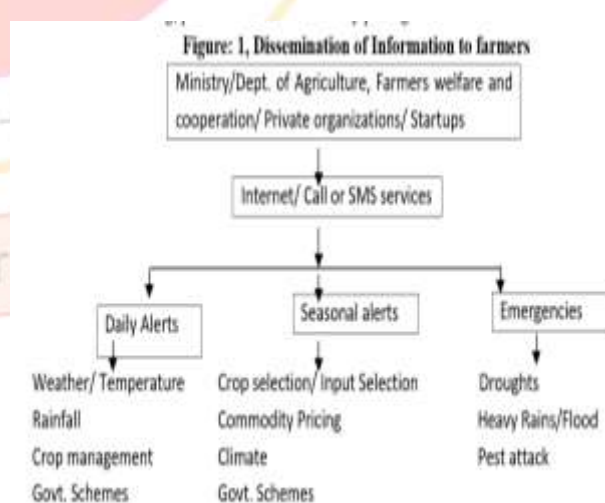 Figure: 1, Dissemination of Information to farmers
Ministry/Dept. of Agriculture, Farmers welfare and
cooperation/ Private organizations/ Startups
Internet/ Call or SMS services
Daily Alerts
Weather/ Temperature
Rainfall
Crop management
Govt. Schemes
Seasonal alerts
Crop selection/ Input Selection
Commodity Pricing
Climate
Govt. Schemes
Emergencies
Droughts
Heavy Rains/Flood
Pest attack